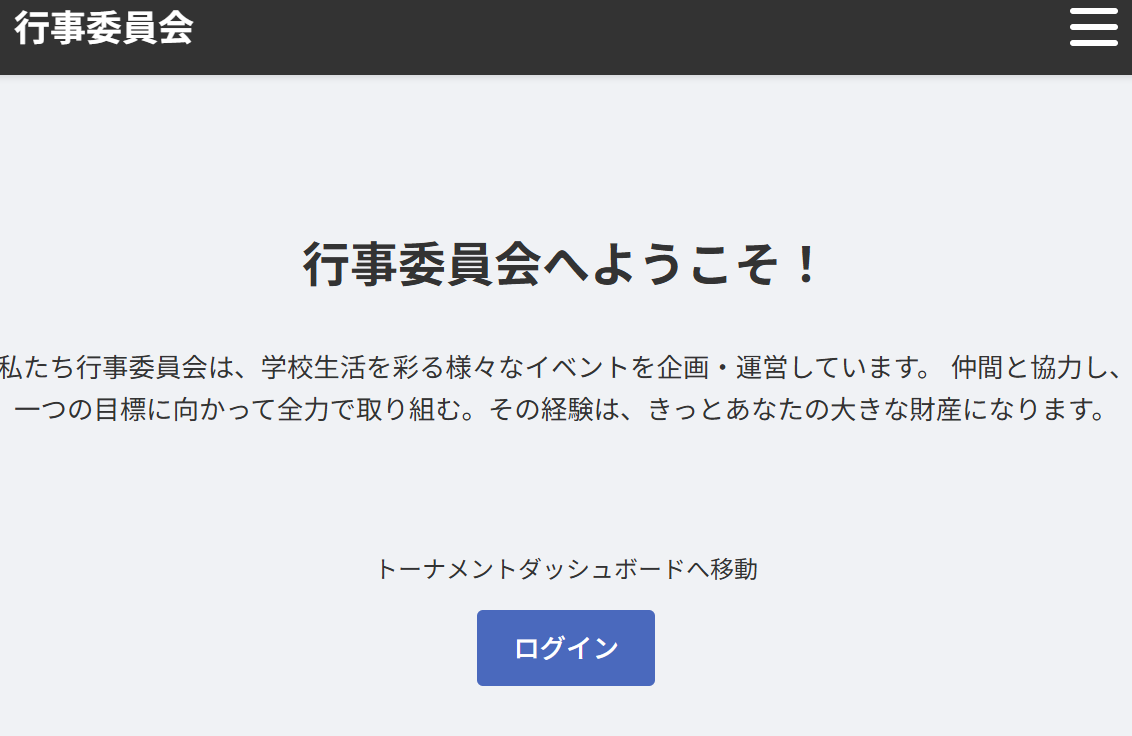 行事委員会
行事委員会へようこそ！
私たち行事委員会は、学校生活を彩る様々なイベントを企画・運営しています。 仲間と協力し、
一つの目標に向かって全力で取り組む。その経験は、きっとあなたの大きな財産になります。
トーナメントダッシュボードへ移動
ログイン